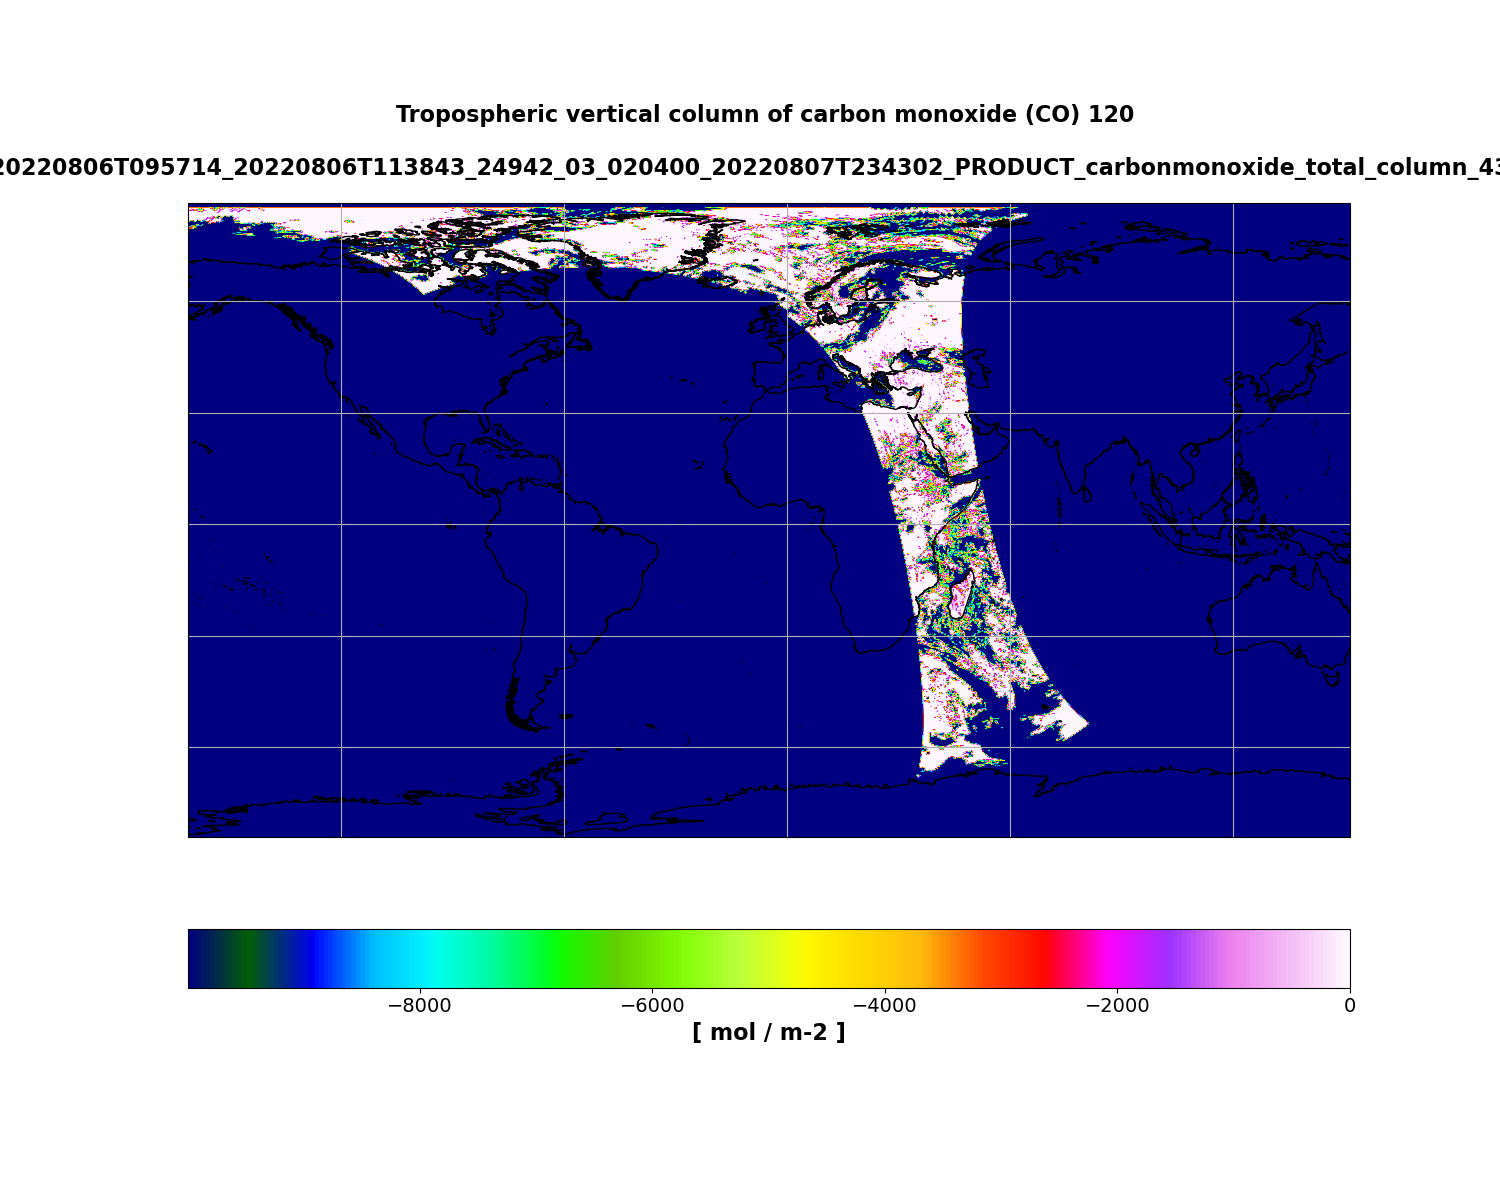 Tropospheric vertical column of carbon monoxide (CO) 120
20220806T095714_20220806T113843_24942_03_020400_20220807T234302_PRODUCT_carbonmonoxide_total_column_43
−8000 −6000 −4000 −2000 0
[ mol / m-2 ]